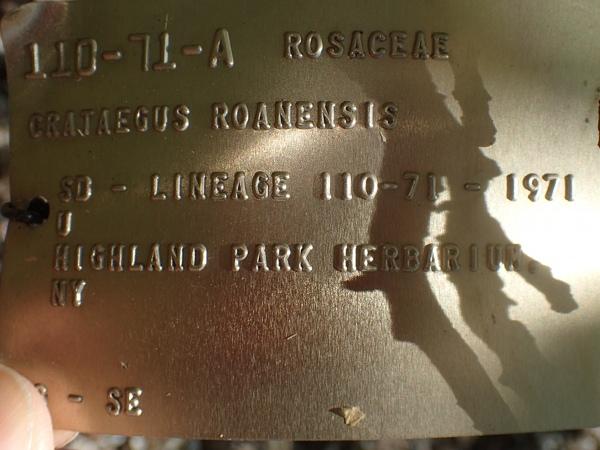 110-71-A ROSACEAE
CRATAEGUS ROANENSIS
SD - LINEAGE 110-71 - 1971
U
HIGHLAND PARK HERBARIUM,
NY
- SE